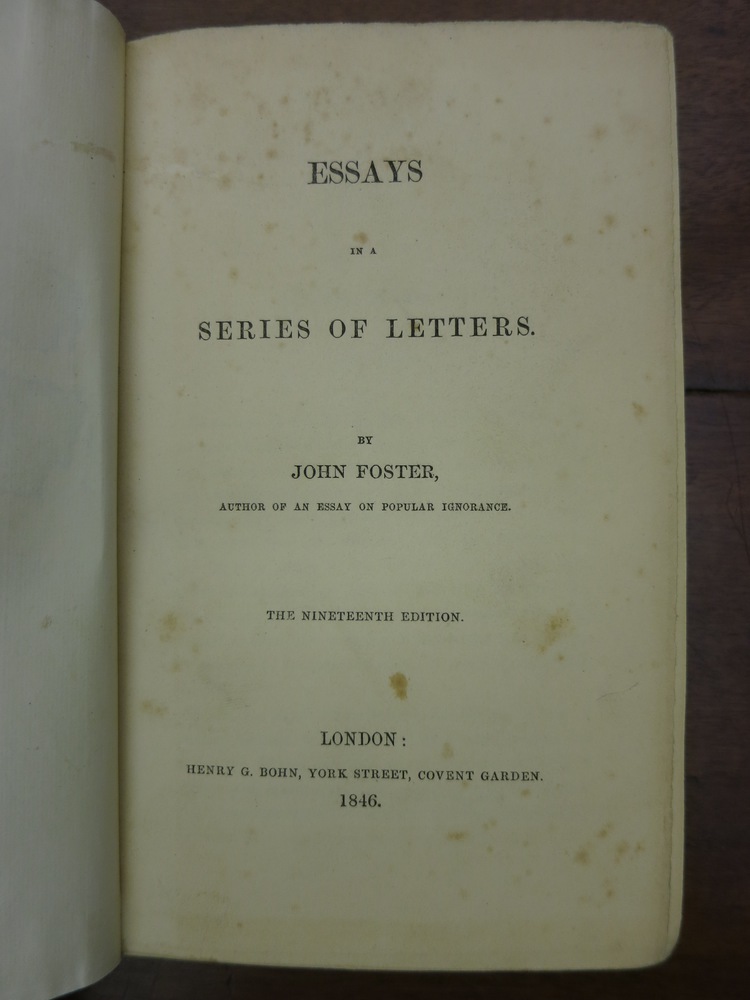 ESSAYS
IN A
SERIES OF LETTERS.
BY
JOHN FOSTER,
AUTHOR OF AN ESSAY ON POPULAR IGNORANCE.
THE NINETEENTH EDITION.
LONDON:
HENRY G. BOHN, YORK STREET, COVENT GARDEN.
1846.